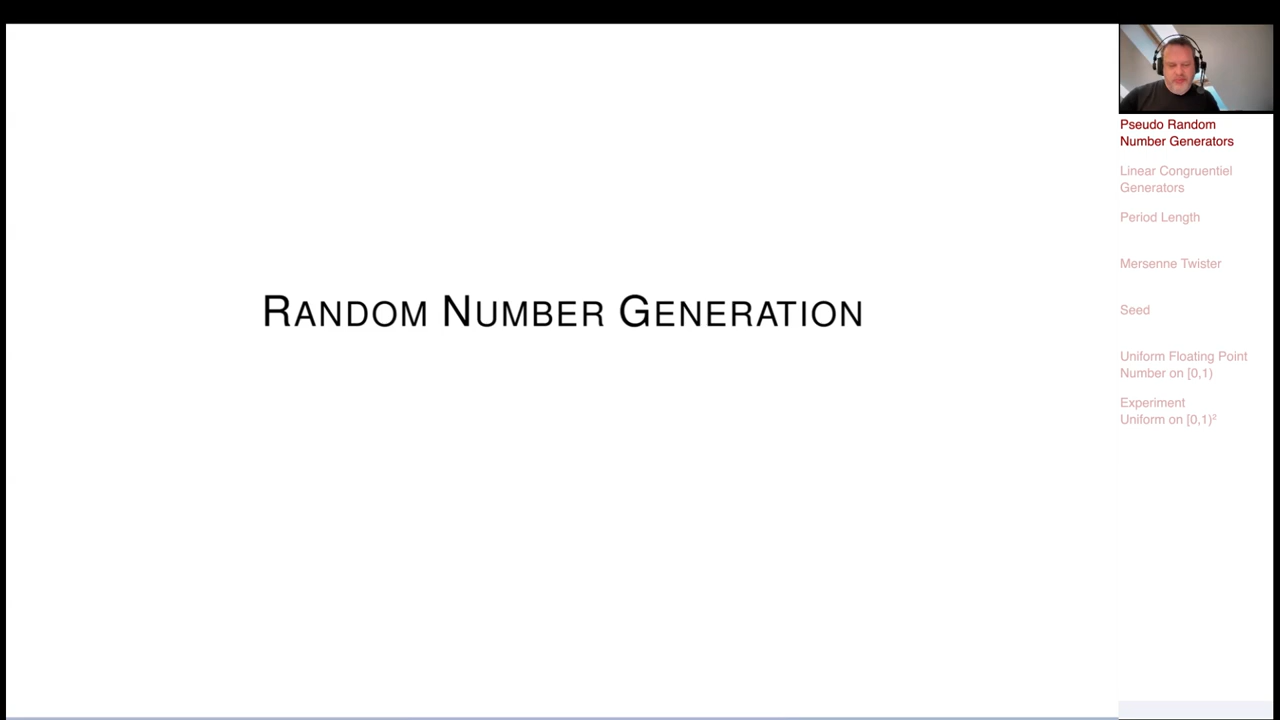 RANDOM NUMBER GENERATION
Pseudo Random
Number Generators
Linear Congruentiel
Generators
Period Length
Mersenne Twister
Seed
Uniform Floating Point
Number on [0,1)
Experiment
Uniform on [0,1)²